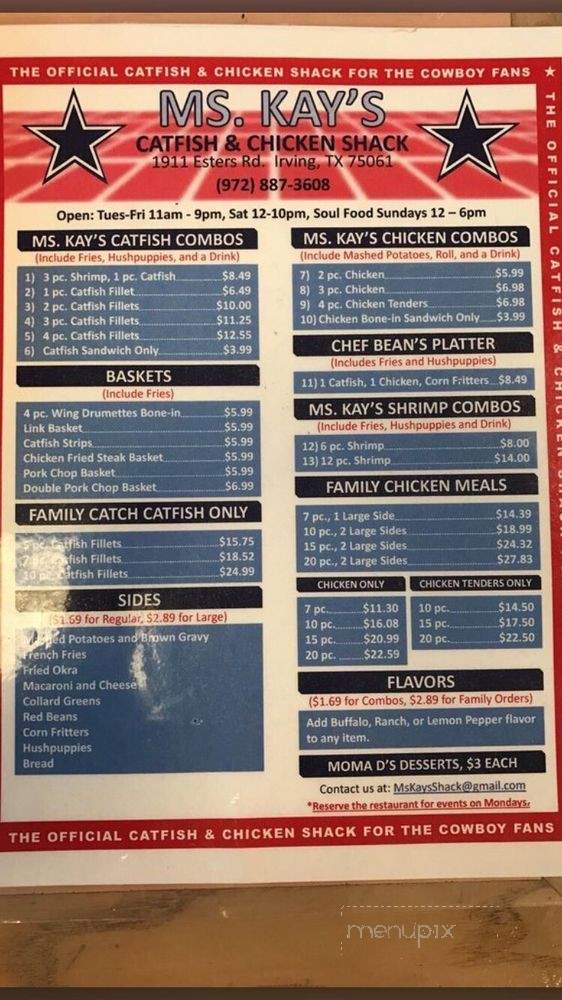 THE OFFICIAL CATFISH & CHICKEN SHACK FOR THE COWBOY FANS ★
MS. KAY'S
CATFISH & CHICKEN SHACK
1911 Esters Rd. Irving, TX 75061
(972) 887-3608
Open: Tues-Fri 11am - 9pm, Sat 12-10pm, Soul Food Sundays 12 – 6pm
MS. KAY'S CATFISH COMBOS
(Include Fries, Hushpuppies, and a Drink)
1) 3 pc. Shrimp, 1 pc. Catfish $8.49
2) 1 pc. Catfish Fillet $6.49
3) 2 pc. Catfish Fillets $10.00
4) 3 pc. Catfish Fillets $11.25
5) 4 pc. Catfish Fillets $12.55
6) Catfish Sandwich Only $3.99
BASKETS
(Include Fries)
4 pc. Wing Drumettes Bone-in $5.99
Link Basket $5.99
Catfish Strips $5.99
Chicken Fried Steak Basket $5.99
Pork Chop Basket $5.99
Double Pork Chop Basket $6.99
FAMILY CATCH CATFISH ONLY
5 pc. Catfish Fillets $15.75
7 pc. Catfish Fillets $18.52
10 pc. Catfish Fillets $24.99
SIDES
($1.69 for Regular, $2.89 for Large)
Mashed Potatoes and Brown Gravy
French Fries
Fried Okra
Macaroni and Cheese
Collard Greens
Red Beans
Corn Fritters
Hushpuppies
Bread
MS. KAY'S CHICKEN COMBOS
(Include Mashed Potatoes, Roll, and a Drink)
7) 2 pc. Chicken $5.99
8) 3 pc. Chicken $6.98
9) 4 pc. Chicken Tenders $6.98
10) Chicken Bone-in Sandwich Only $3.99
CHEF BEAN'S PLATTER
(Includes Fries and Hushpuppies)
11) 1 Catfish, 1 Chicken, Corn Fritters $8.49
MS. KAY'S SHRIMP COMBOS
(Include Fries, Hushpuppies and Drink)
12) 6 pc. Shrimp $8.00
13) 12 pc. Shrimp $14.00
FAMILY CHICKEN MEALS
7 pc., 1 Large Side $14.39
10 pc., 2 Large Sides $18.99
15 pc., 2 Large Sides $24.32
20 pc., 2 Large Sides $27.83
CHICKEN ONLY
7 pc. $11.30
10 pc. $16.08
15 pc. $20.99
20 pc. $22.59
CHICKEN TENDERS ONLY
10 pc. $14.50
15 pc. $17.50
20 pc. $22.50
FLAVORS
($1.69 for Combos, $2.89 for Family Orders)
Add Buffalo, Ranch, or Lemon Pepper flavor
to any item.
MOMA D'S DESSERTS, $3 EACH
Contact us at: MsKaysShack@gmail.com
*Reserve the restaurant for events on Mondays.
THE OFFICIAL CATFISH & CHICKEN SHACK FOR THE COWBOY FANS
THE OFFICIAL CATFISH & CHICKEN
menupix